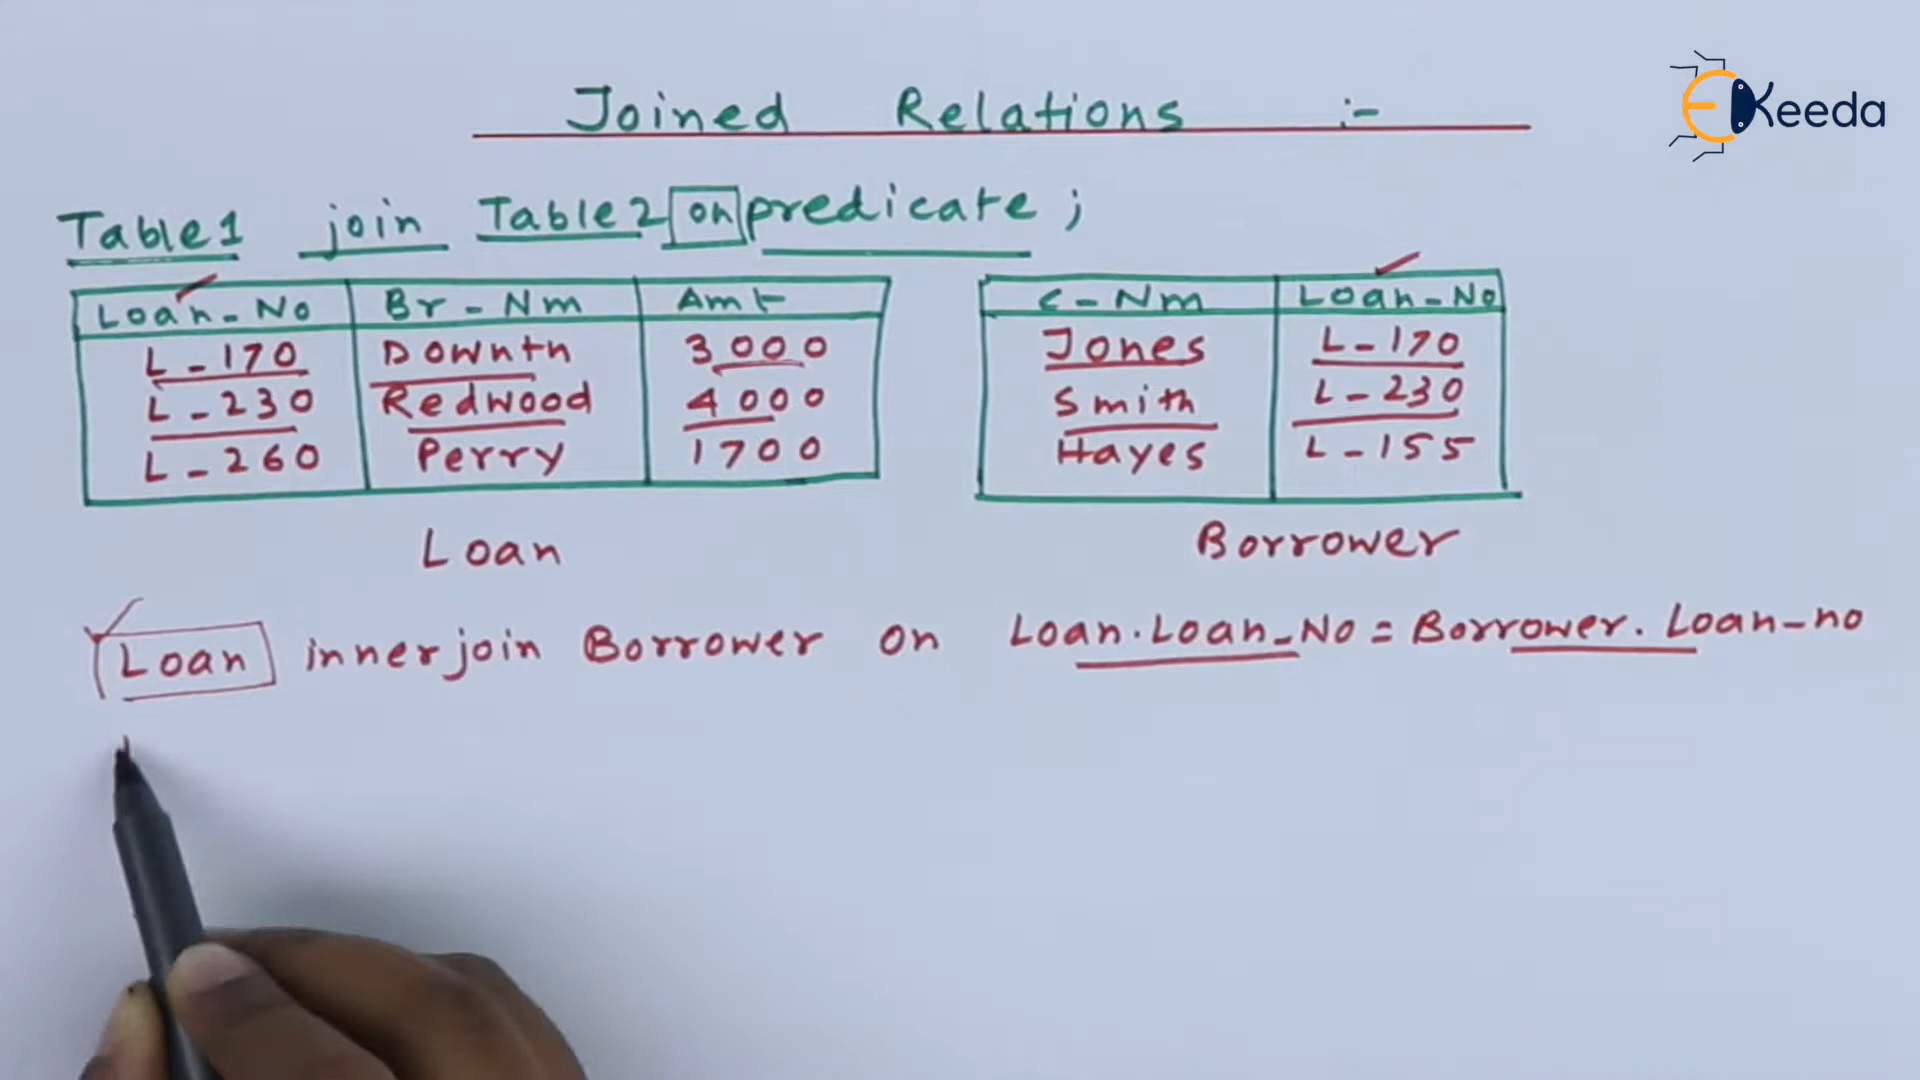 Joined Relations :-
EKeeda
Table1 join Table2 on predicate ;
Loan-No Br-Nm Amt
L-170 Downtn 3000
L-230 Redwood 4000
L-260 Perry 1700
Loan
C-Nm Loan-No
Jones L-170
Smith L-230
Hayes L-155
Borrower
Loan innerjoin Borrower on Loan.Loan_No = Borrower.Loan_no